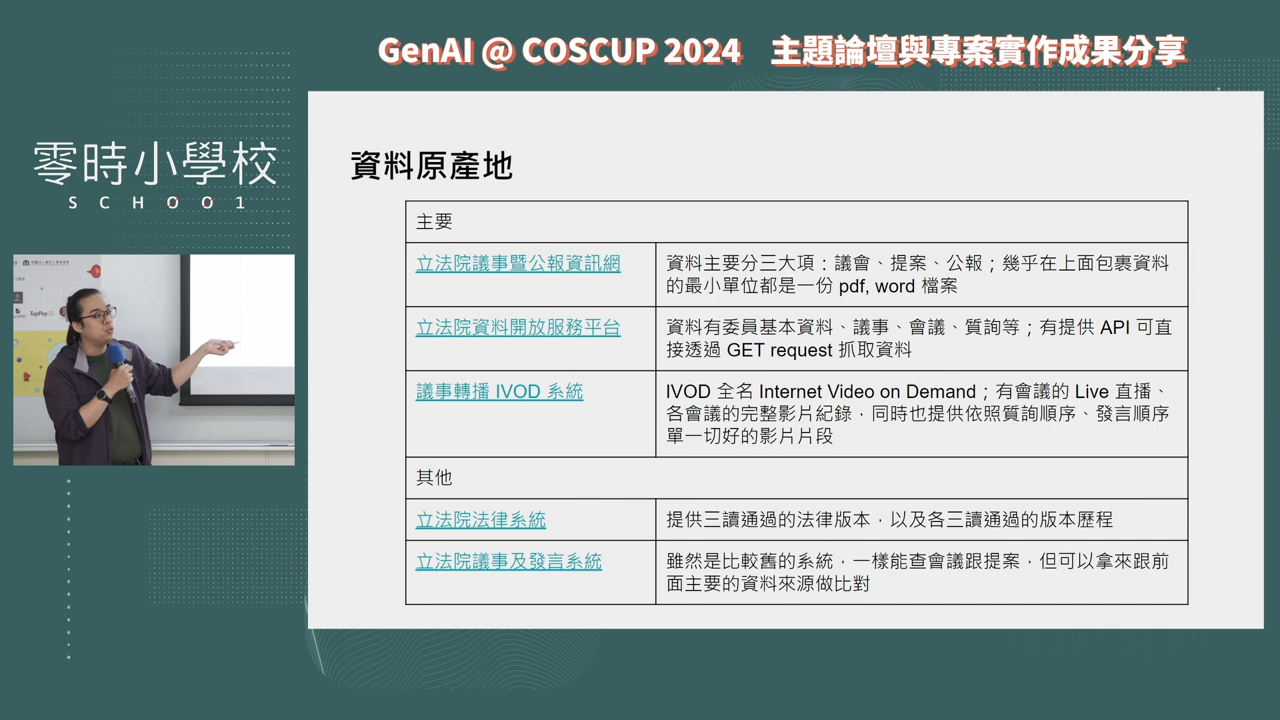 GenAI @ COSCUP 2024 主題論壇與專案實作成果分享
零時小學校
SCHOO1
TopPay
資料原產地
主要
立法院議事暨公報資訊網
資料主要分三大項：議會、提案、公報；幾乎在上面包裹資料
的最小單位都是一份 pdf, word 檔案
立法院資料開放服務平台
資料有委員基本資料、議事、會議、質詢等；有提供 API 可直
接透過 GET request 抓取資料
議事轉播 IVOD 系統
IVOD 全名 Internet Video on Demand；有會議的 Live 直播、
各會議的完整影片紀錄，同時也提供依照質詢順序、發言順序
單一切好的影片片段
其他
立法院法律系統
提供三讀通過的法律版本，以及各三讀通過的版本歷程
立法院議事及發言系統
雖然是比較舊的系統，一樣能查會議跟提案，但可以拿來跟前
面主要的資料來源做比對